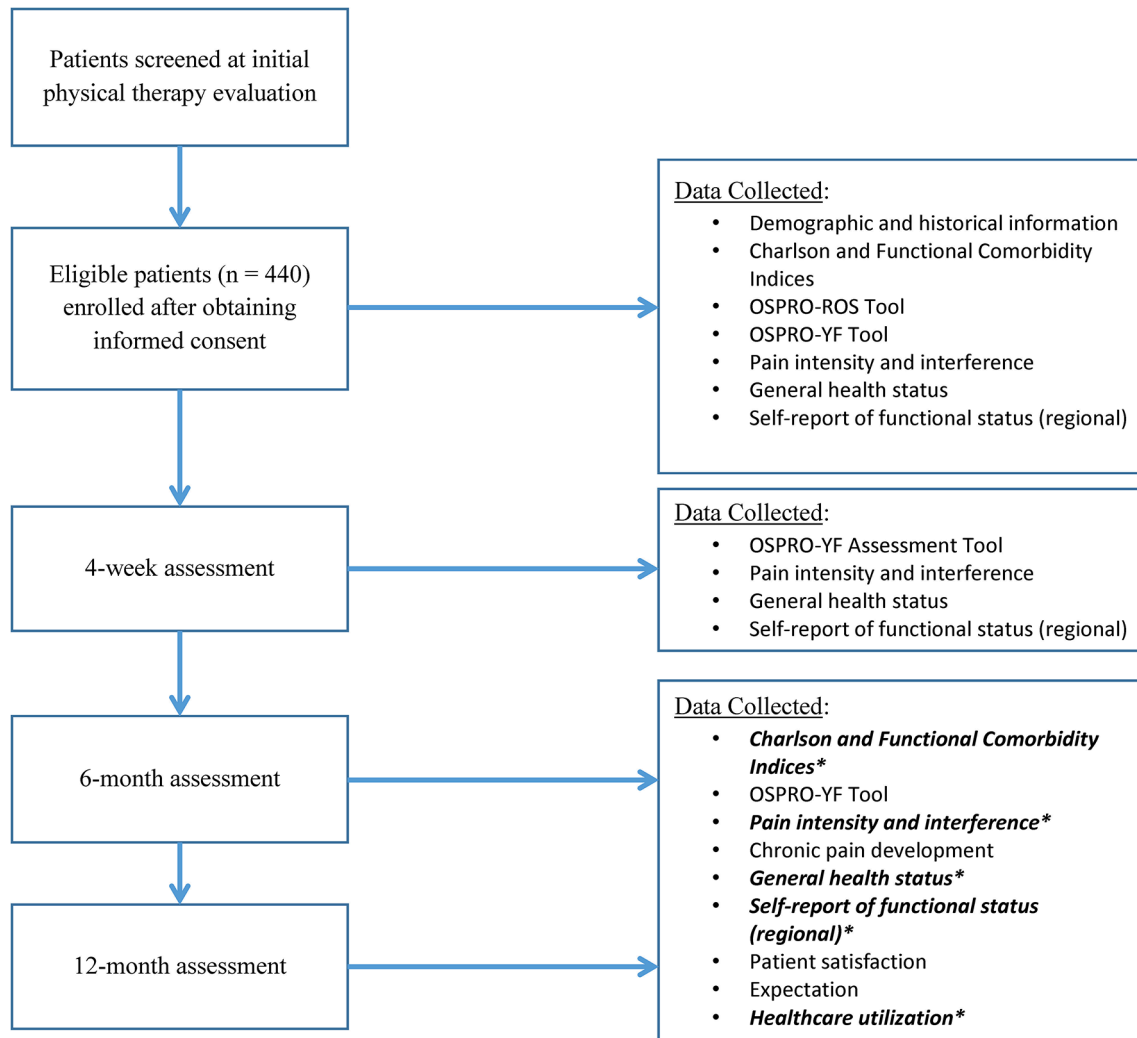 Patients screened at initial
physical therapy evaluation
Eligible patients (n = 440)
enrolled after obtaining
informed consent
Data Collected:
• Demographic and historical information
• Charlson and Functional Comorbidity
Indices
• OSPRO-ROS Tool
• OSPRO-YF Tool
• Pain intensity and interference
• General health status
• Self-report of functional status (regional)
4-week assessment
Data Collected:
• OSPRO-YF Assessment Tool
• Pain intensity and interference
• General health status
• Self-report of functional status (regional)
6-month assessment
12-month assessment
Data Collected:
• Charlson and Functional Comorbidity
Indices*
• OSPRO-YF Tool
• Pain intensity and interference*
• Chronic pain development
• General health status*
• Self-report of functional status
(regional)*
• Patient satisfaction
• Expectation
• Healthcare utilization*